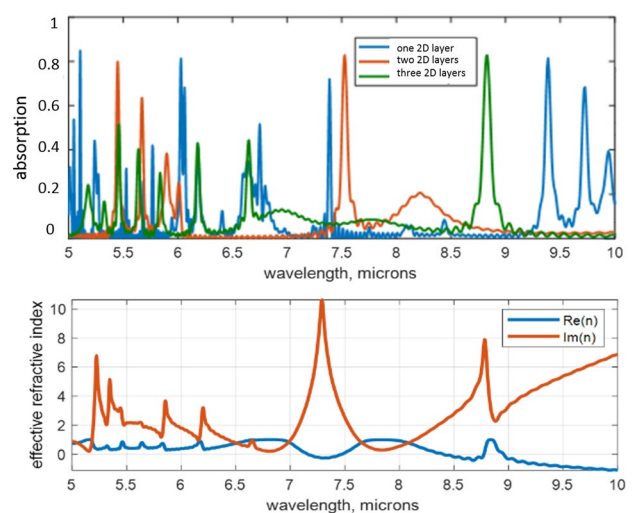 1
0.8
0.6
0.4
0.2
0
absorption
one 2D layer
two 2D layers
three 2D layers
5 5.5 6 6.5 7 7.5 8 8.5 9 9.5 10
wavelength, microns
10
8
6
4
2
0
effective refractive index
Re(n)
Im(n)
5 5.5 6 6.5 7 7.5 8 8.5 9 9.5 10
wavelength, microns